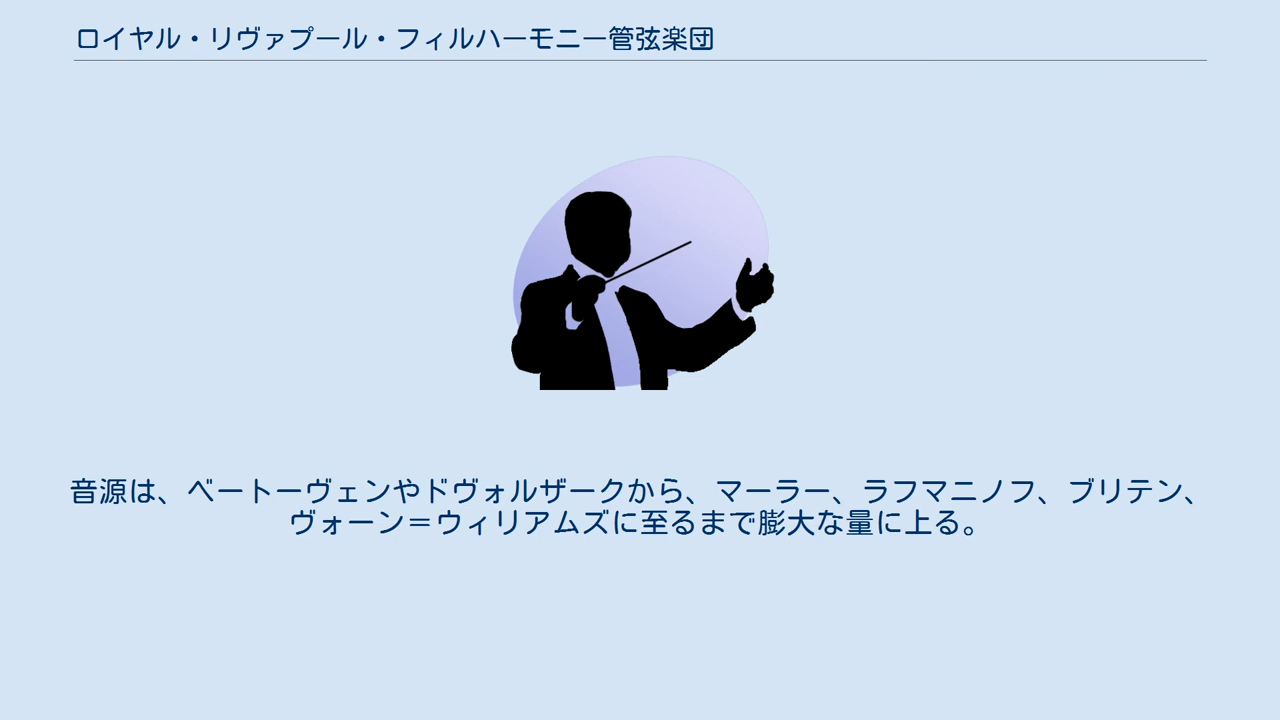 ロイヤル・リヴァプール・フィルハーモニー管弦楽団
音源は、ベートーヴェンやドヴォルザークから、マーラー、ラフマニノフ、ブリテン、
ヴォーン＝ウィリアムズに至るまで膨大な量に上る。